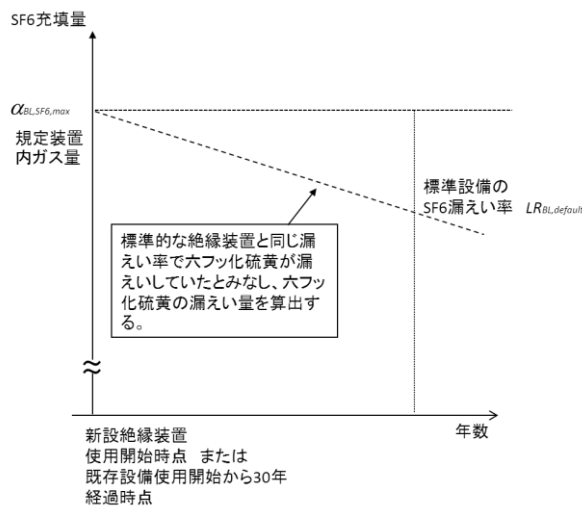 SF6充填量
αBL,SF6,max
規定装置
内ガス量
標準設備の
SF6漏えい率 LRBL,default
標準的な絶縁装置と同じ漏
えい率で六フッ化硫黄が漏
えいしていたとみなし、六フッ
化硫黄の漏えい量を算出す
る。
年数
新設絶縁装置
使用開始時点 または
既存設備使用開始から30年
経過時点